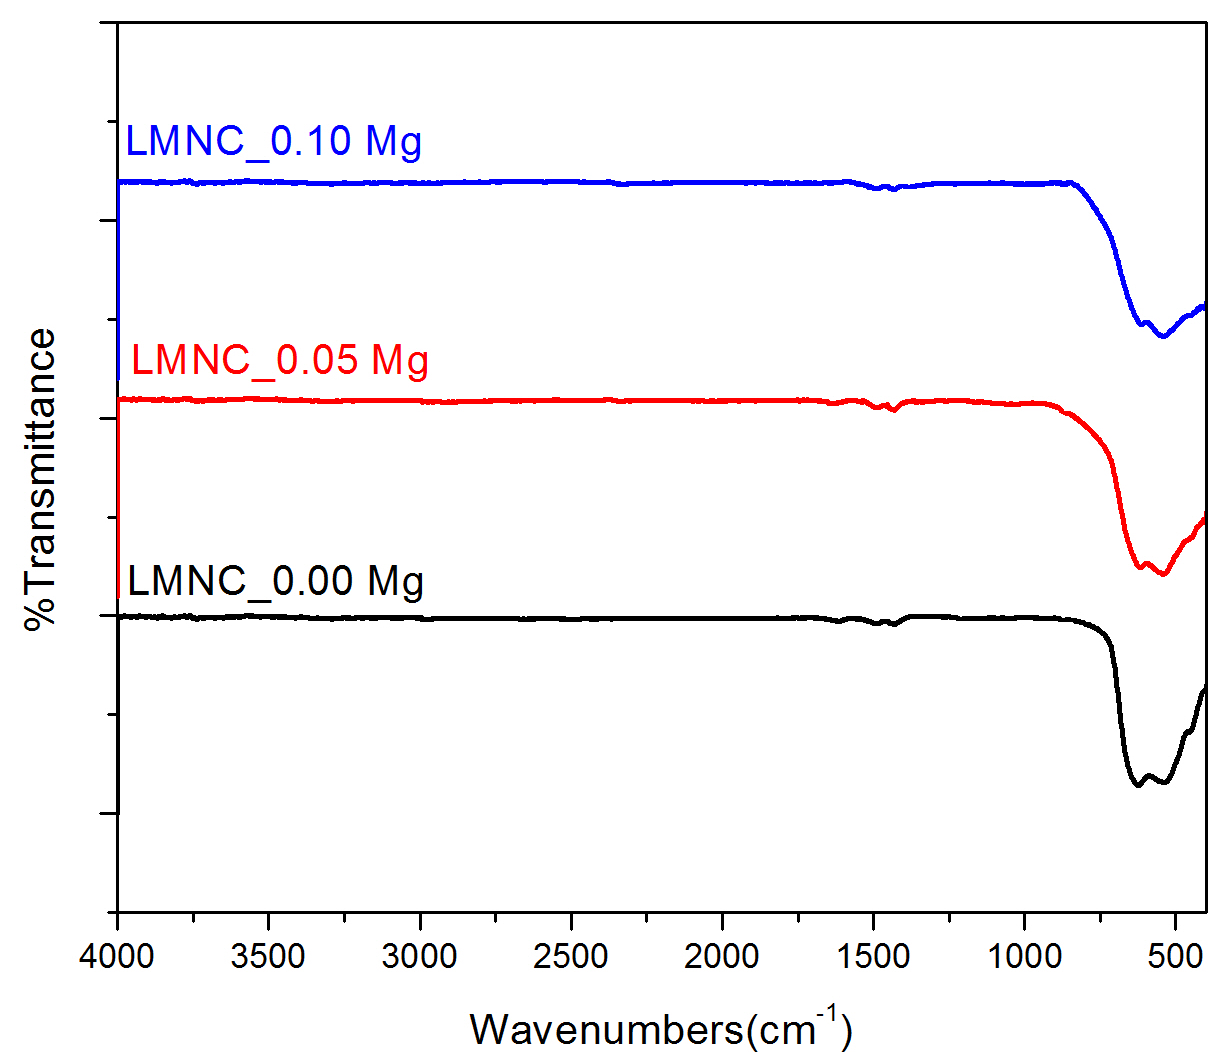 LMNC_0.10 Mg
LMNC_0.05 Mg
LMNC_0.00 Mg
%Transmittance
4000 3500 3000 2500 2000 1500 1000 500
Wavenumbers(cm⁻¹)